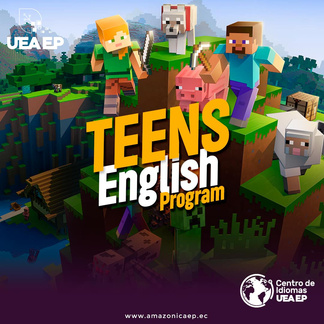 UEA EP
TEENS
English
Program
Centro de
Idiomas
UEA EP
www.amazonicaep.ec